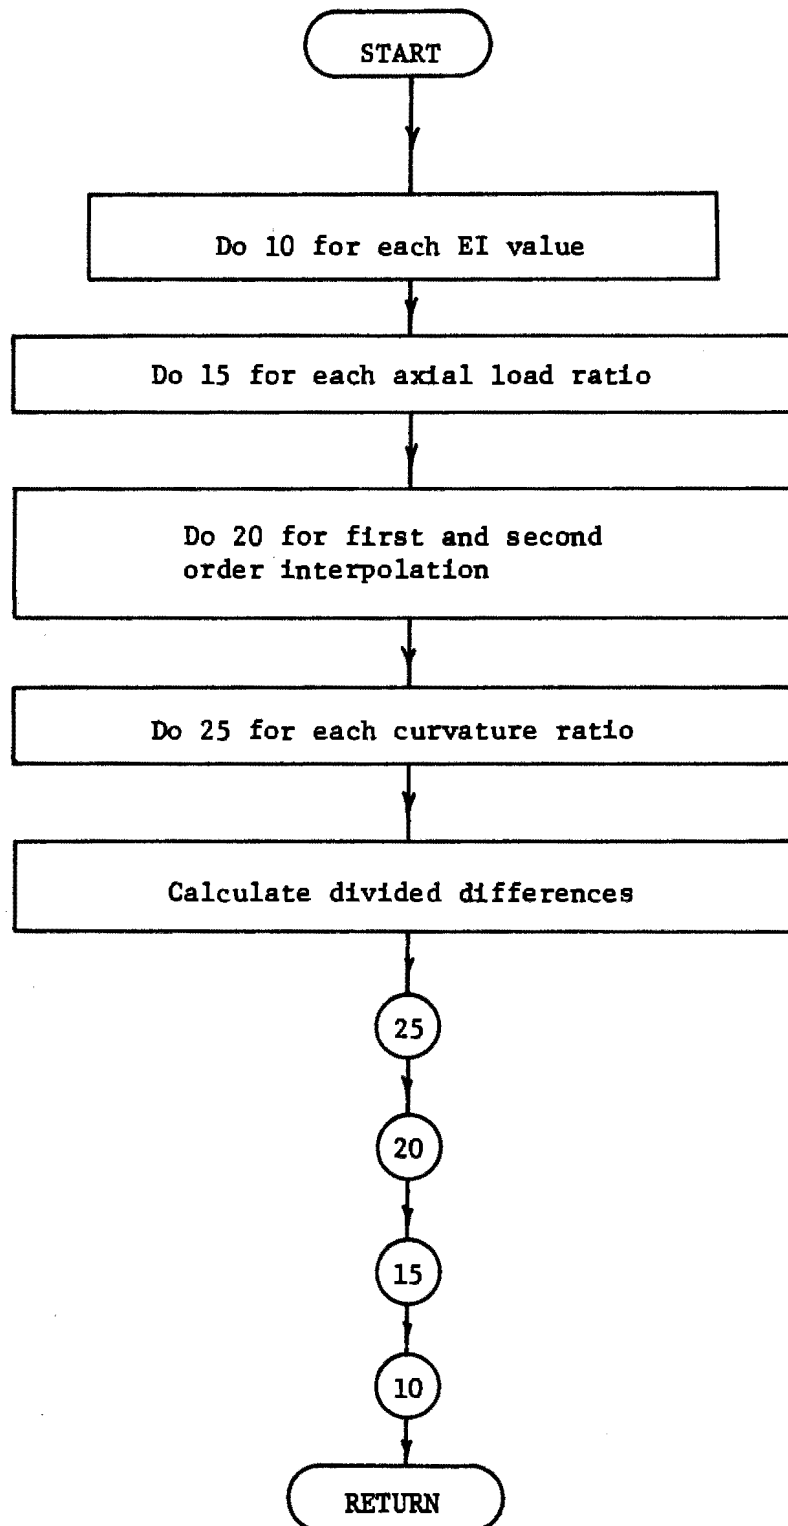 START
Do 10 for each EI value
Do 15 for each axial load ratio
Do 20 for first and second
order interpolation
Do 25 for each curvature ratio
Calculate divided differences
25
20
15
10
RETURN